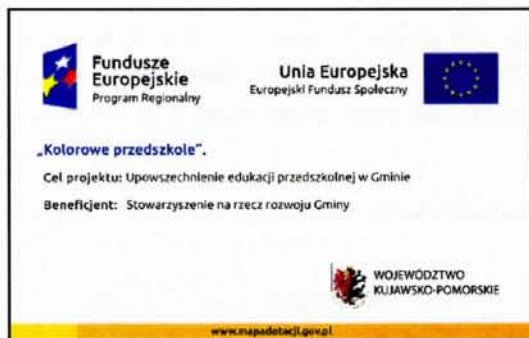 Fundusze
Europejskie
Program Regionalny
Unia Europejska
Europejski Fundusz Społeczny
„Kolorowe przedszkole”.
Cel projektu: Upowszechnienie edukacji przedszkolnej w Gminie
Beneficjent: Stowarzyszenie na rzecz rozwoju Gminy
WOJEWÓDZTWO
KUJAWSKO-POMORSKIE
www.mapadotacji.gov.pl